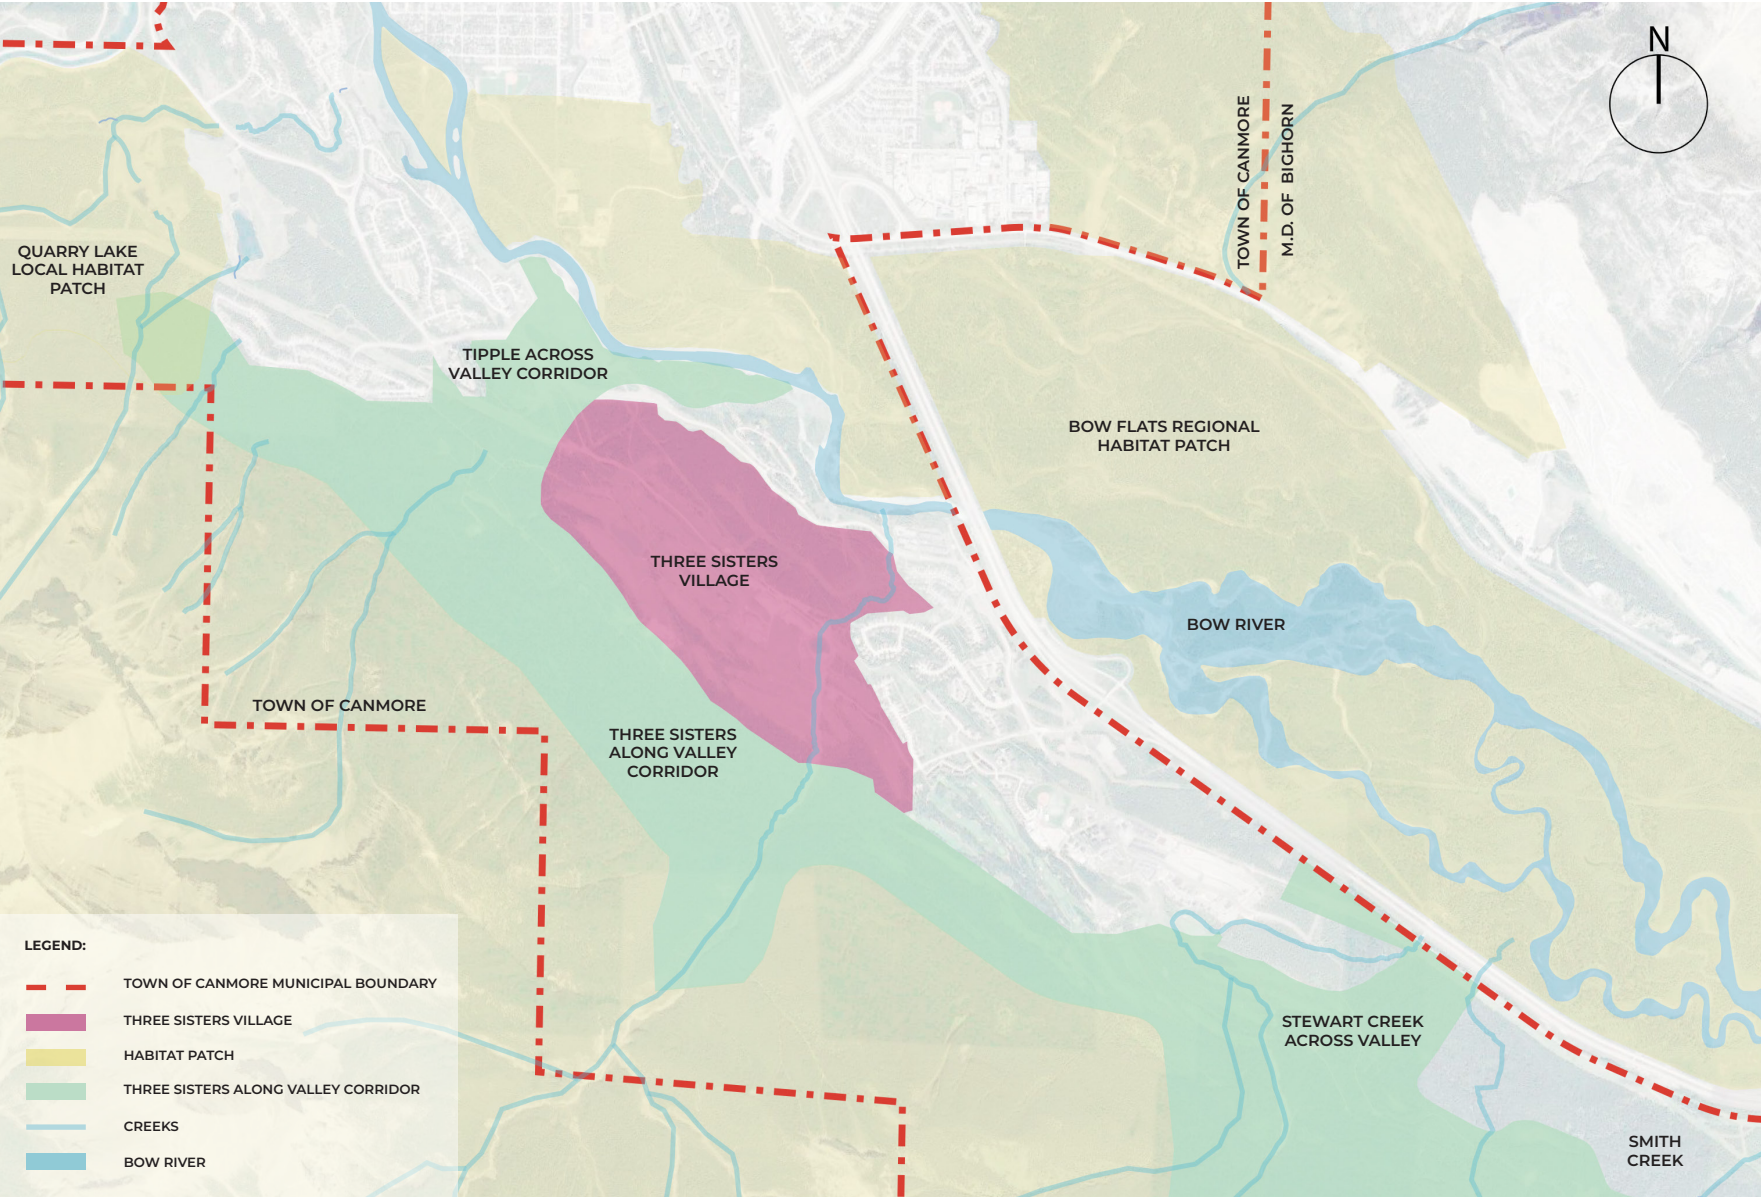 N
TOWN OF CANMORE
M.D. OF BIGHORN
QUARRY LAKE
LOCAL HABITAT
PATCH
TIPPLE ACROSS
VALLEY CORRIDOR
BOW FLATS REGIONAL
HABITAT PATCH
THREE SISTERS
VILLAGE
BOW RIVER
TOWN OF CANMORE
THREE SISTERS
ALONG VALLEY
CORRIDOR
STEWART CREEK
ACROSS VALLEY
SMITH
CREEK
LEGEND:
TOWN OF CANMORE MUNICIPAL BOUNDARY
THREE SISTERS VILLAGE
HABITAT PATCH
THREE SISTERS ALONG VALLEY CORRIDOR
CREEKS
BOW RIVER